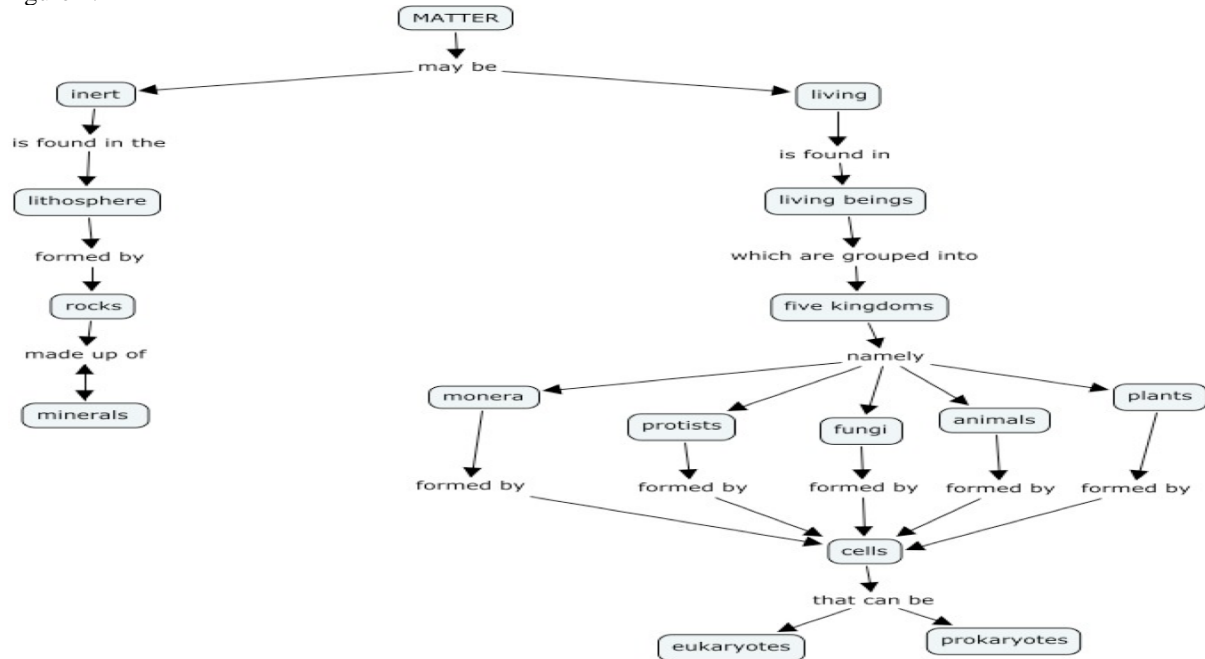 MATTER
may be
inert
living
is found in the
is found in
lithosphere
living beings
formed by
which are grouped into
rocks
five kingdoms
made up of
namely
minerals
monera
protists
fungi
animals
plants
formed by
formed by
formed by
formed by
formed by
cells
that can be
eukaryotes
prokaryotes